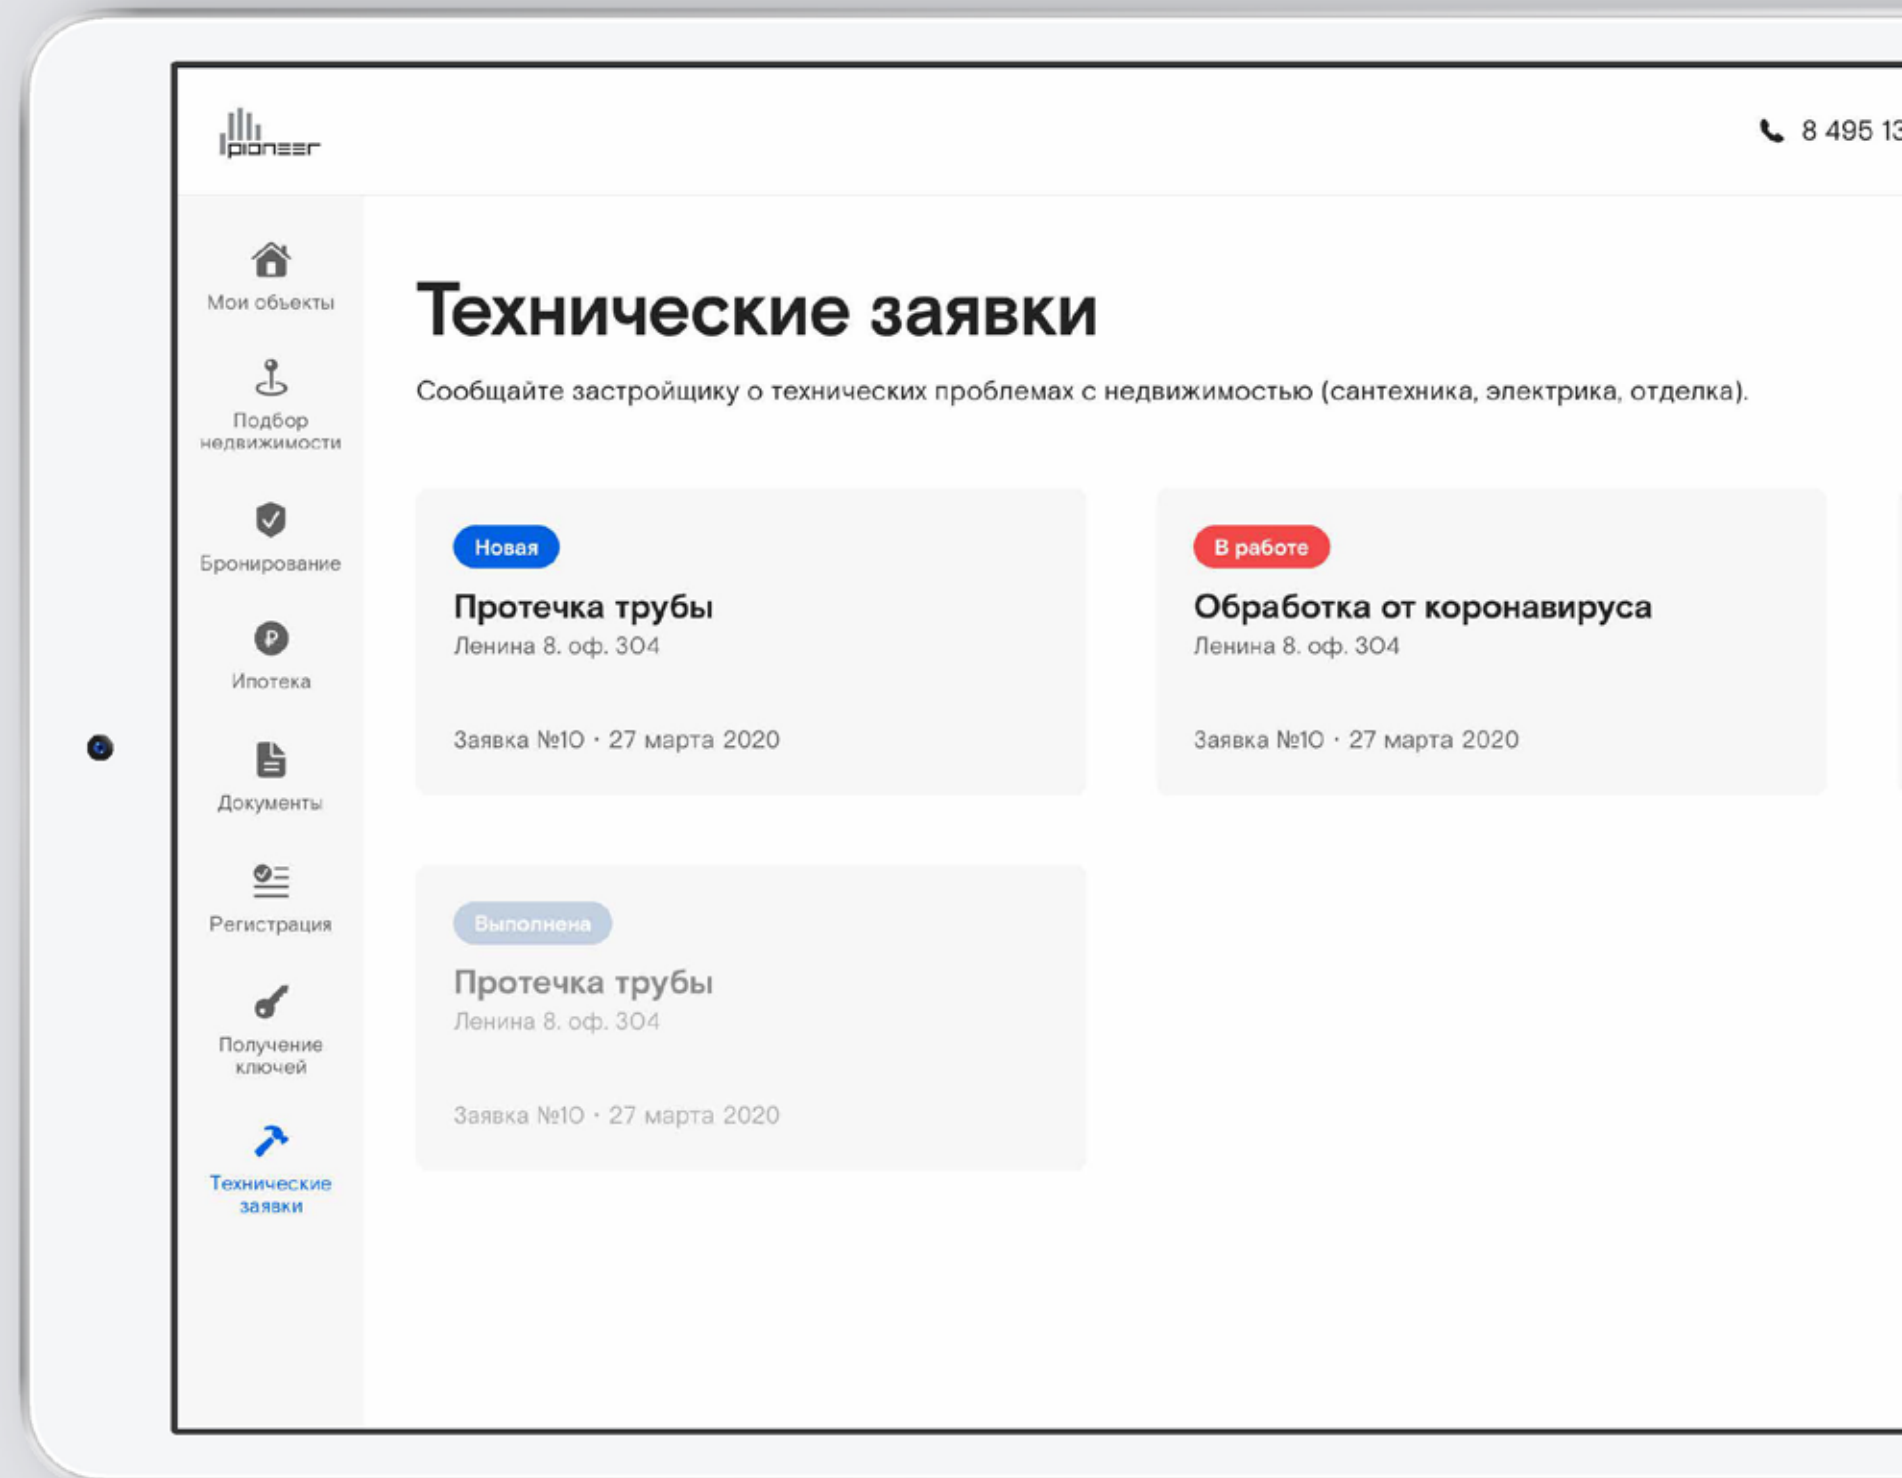 pioneer
8 495 13
Мои объекты
Подбор
недвижимости
Бронирование
Ипотека
Документы
Регистрация
Получение
ключей
Технические
заявки
Технические заявки
Сообщайте застройщику о технических проблемах с недвижимостью (сантехника, электрика, отделка).
Новая
Протечка трубы
Ленина 8. оф. 304
Заявка №10 · 27 марта 2020
В работе
Обработка от коронавируса
Ленина 8. оф. 304
Заявка №10 · 27 марта 2020
Выполнена
Протечка трубы
Ленина 8. оф. 304
Заявка №10 · 27 марта 2020